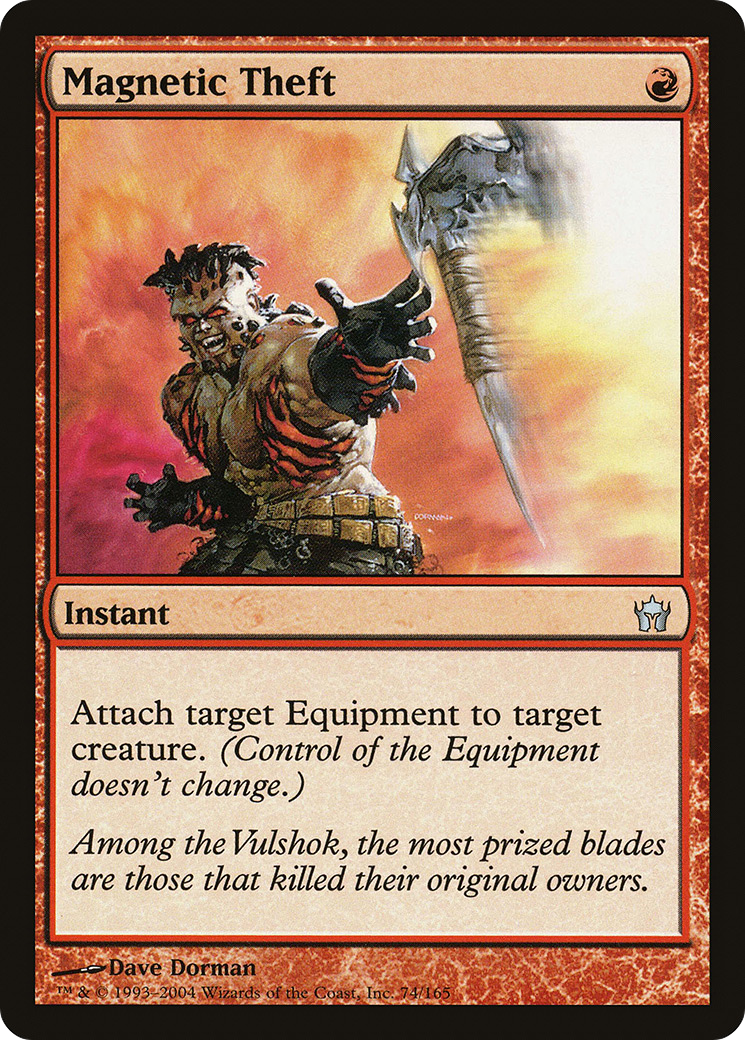 Magnetic Theft
Instant
Attach target Equipment to target
creature. (Control of the Equipment
doesn't change.)
Among the Vulshok, the most prized blades
are those that killed their original owners.
Dave Dorman
™ & © 1993–2004 Wizards of the Coast, Inc. 74/165